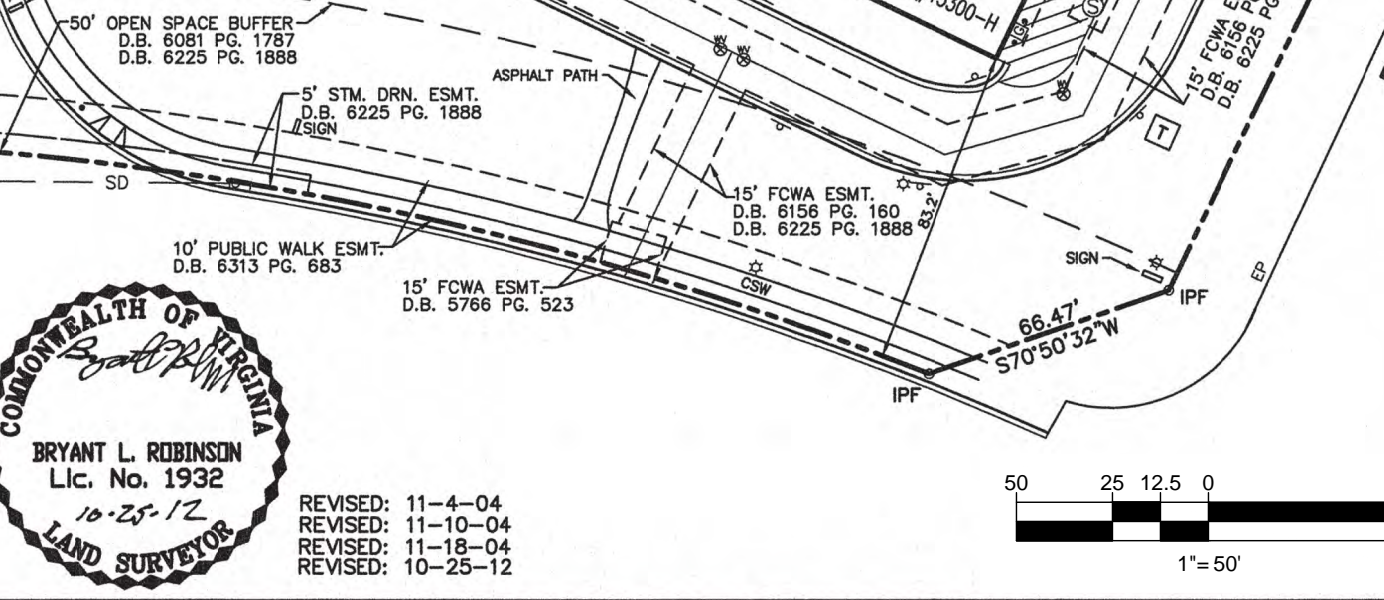 50' OPEN SPACE BUFFER
D.B. 6081 PG. 1787
D.B. 6225 PG. 1888
5' STM. DRN. ESMT.
D.B. 6225 PG. 1888
SIGN
ASPHALT PATH
5300-H
G
S
15' FCWA
D.B. 6156
D.B. 6225 PG
T
SD
15' FCWA ESMT.
D.B. 6156 PG. 160
D.B. 6225 PG. 1888
83.2'
10' PUBLIC WALK ESMT.
D.B. 6313 PG. 683
15' FCWA ESMT.
D.B. 5766 PG. 523
CSW
SIGN
EP
IPF
66.47'
S70°50'32"W
IPF
COMMONWEALTH OF VIRGINIA
BRYANT L. ROBINSON
Lic. No. 1932
10-25-12
LAND SURVEYOR
REVISED: 11-4-04
REVISED: 11-10-04
REVISED: 11-18-04
REVISED: 10-25-12
50 25 12.5 0
1"= 50'